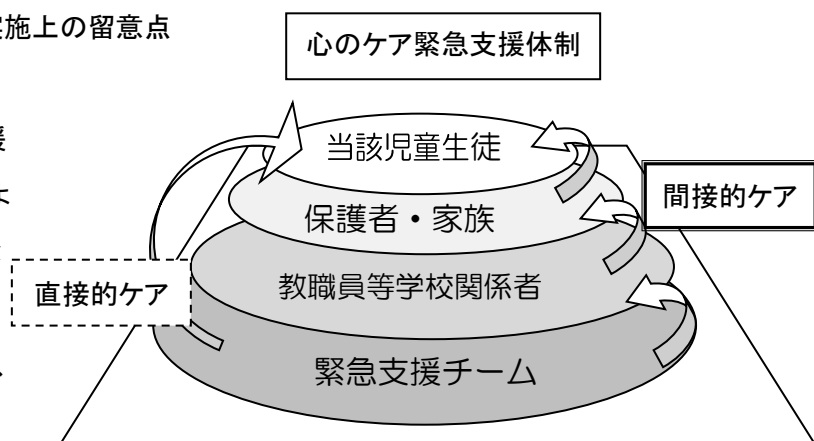 施上の留意点
心のケア緊急支援体制
当該児童生徒
保護者・家族
間接的ケア
教職員等学校関係者
直接的ケア
緊急支援チーム